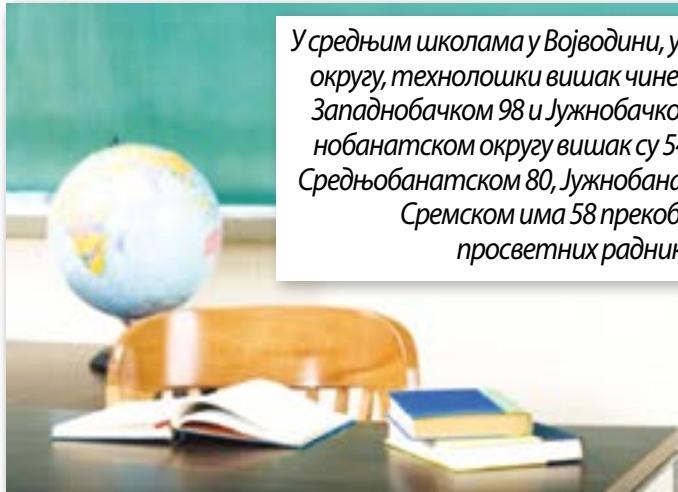 У средњим школама у Војводини, у
округу, технолошки вишак чине
Западнобачком 98 и Јужнобачко
нобанатском округу вишак су 54
Средњобанатском 80, Јужнобана
Сремском има 58 прекоб
просветних радник